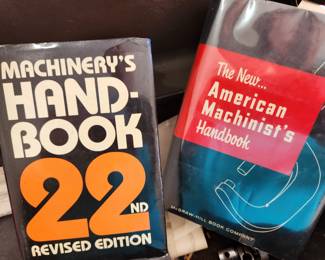 MACHINERY'S
HAND-
BOOK
22ND
REVISED EDITION
The New...
American
Machinist's
Handbook
McGRAW-HILL BOOK COMPANY